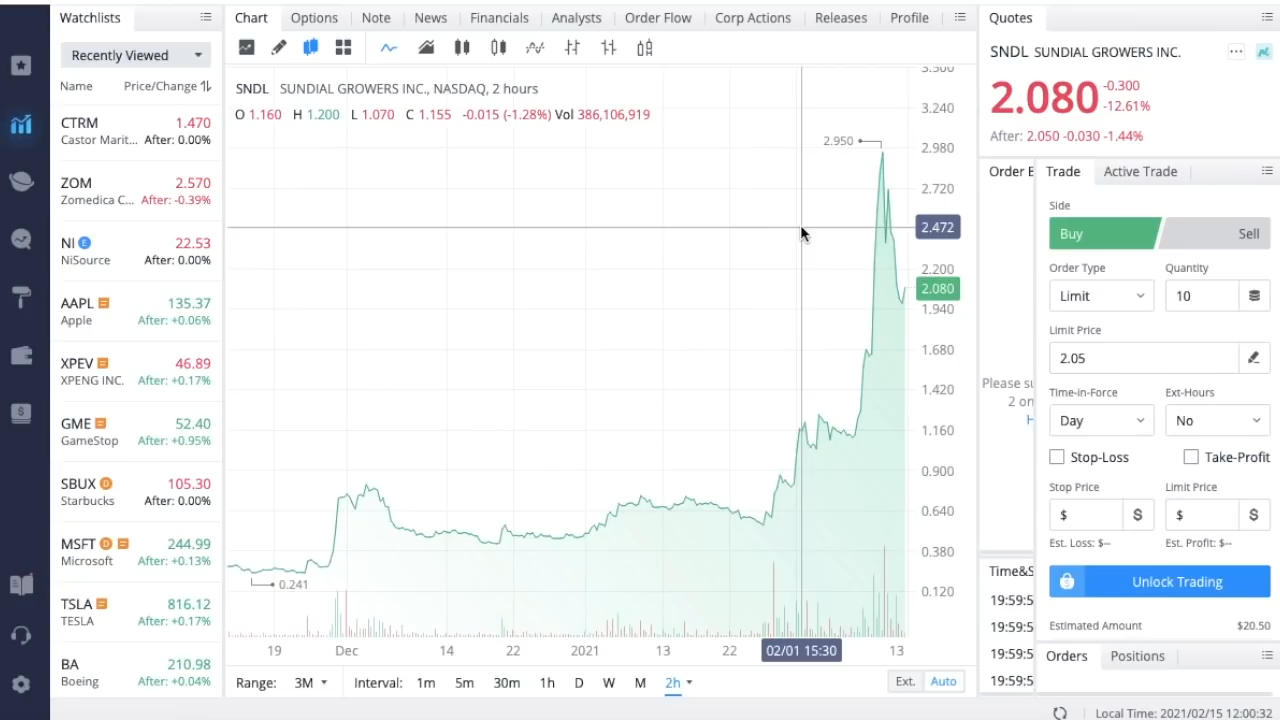 Watchlists
Recently Viewed
Name Price/Change
CTRM 1.470
Castor Marit... After: 0.00%
ZOM 2.570
Zomedica C... After: -0.39%
NI E 22.53
NiSource After: 0.00%
AAPL 135.37
Apple After: +0.06%
XPEV 46.89
XPENG INC. After: +0.17%
GME 52.40
GameStop After: +0.95%
SBUX D 105.30
Starbucks After: 0.00%
MSFT D 244.99
Microsoft After: +0.13%
TSLA 816.12
TESLA After: +0.17%
BA 210.98
Boeing After: +0.04%
Chart Options Note News Financials Analysts Order Flow Corp Actions Releases Profile
SNDL SUNDIAL GROWERS INC., NASDAQ, 2 hours
O 1.160 H 1.200 L 1.070 C 1.155 -0.015 (-1.28%) Vol 386,106,919
2.950
0.241
3.500
3.240
2.980
2.720
2.472
2.200
2.080
1.940
1.680
1.420
1.160
0.900
0.640
0.380
0.120
19 Dec 14 22 2021 13 22 02/01 15:30 13
Range: 3M Interval: 1m 5m 30m 1h D W M 2h Ext. Auto
Quotes
SNDL SUNDIAL GROWERS INC. ...
2.080 -0.300
-12.61%
After: 2.050 -0.030 -1.44%
Order
Please
2
Time&S
19:59:5
19:59:5
19:59:5
19:59:5
Trade Active Trade
Side
Buy Sell
Order Type Quantity
Limit 10
Limit Price
2.05
Time-in-Force Ext-Hours
Day No
Stop-Loss Take-Profit
Stop Price Limit Price
$ $ $ $
Est. Loss: $-- Est. Profit: $--
Unlock Trading
Estimated Amount $20.50
Orders Positions
Local Time: 2021/02/15 12:00:32